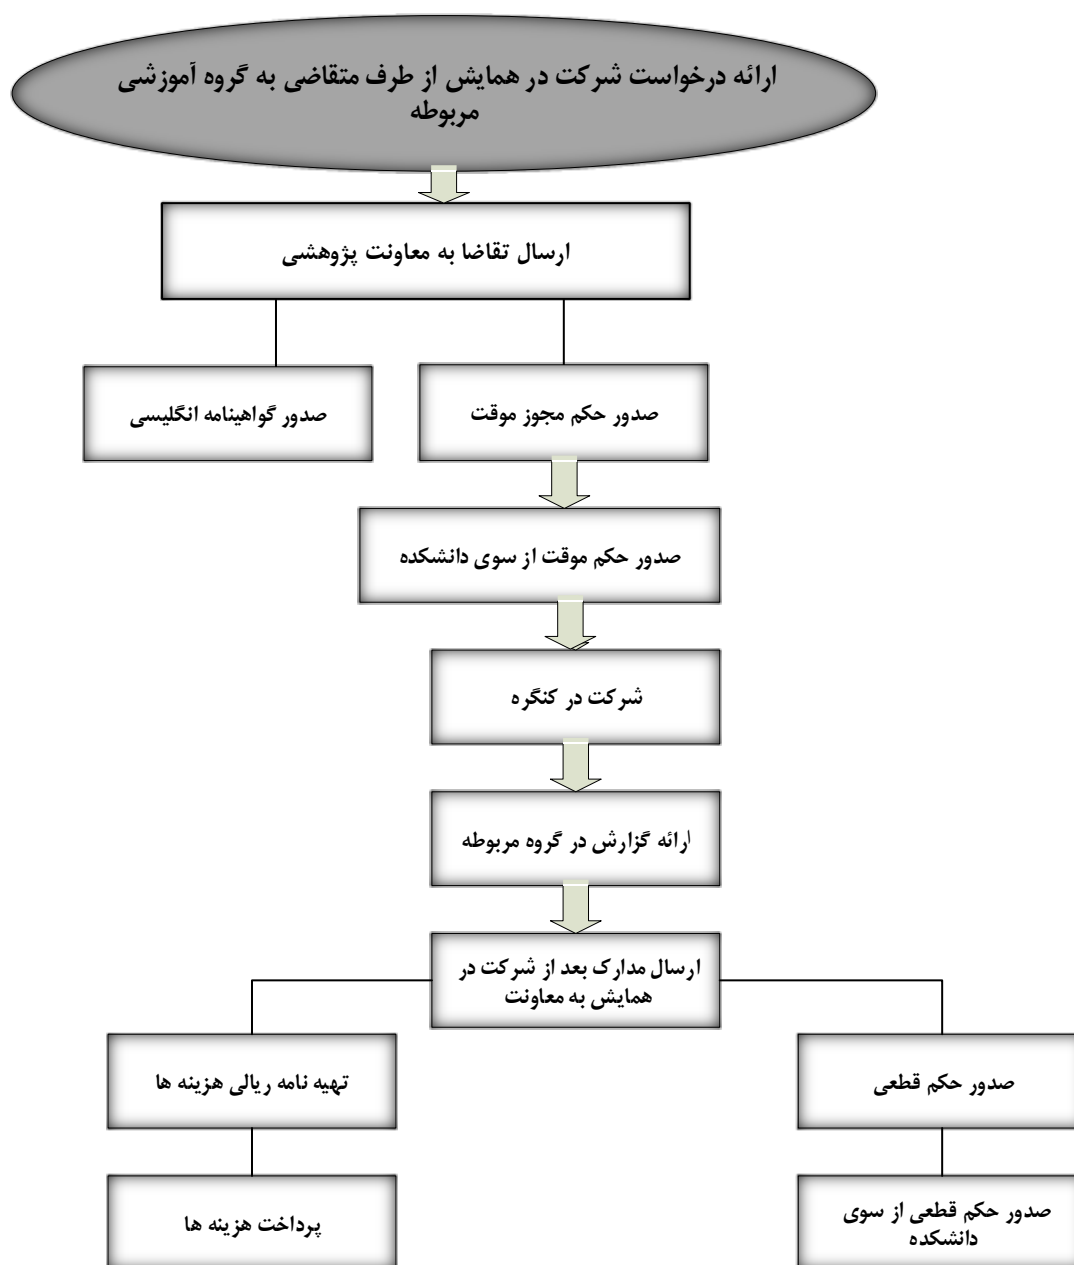 ارائه درخواست شرکت در همایش از طرف متقاضی به گروه آموزشی
مربوطه
ارسال تقاضا به معاونت پژوهشی
صدور حکم مجوز موقت
صدور گواهینامه انگلیسی
صدور حکم موقت از سوی دانشکده
شرکت در کنگره
ارائه گزارش در گروه مربوطه
ارسال مدارک بعد از شرکت در
همایش به معاونت
صدور حکم قطعی
تهیه نامه ریالی هزینه ها
صدور حکم قطعی از سوی
دانشکده
پرداخت هزینه ها